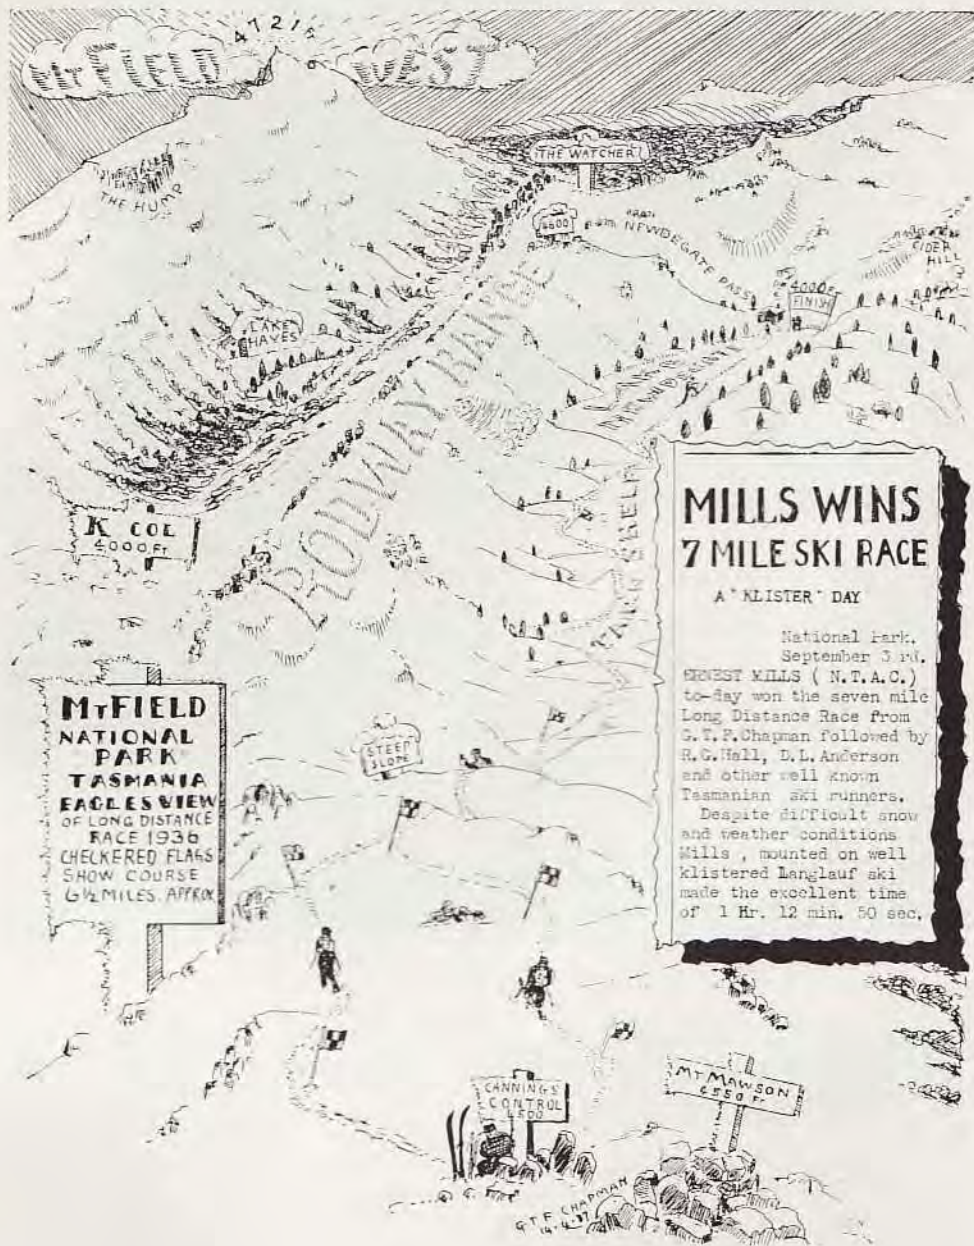 Mt FIELD WEST
THE WATCHER
THE HUMP
NEWDEGATE PASS
CIDER
HILL
4000 Ft
FINISH
LAKE
HAYES
RODWAY RANGE
K COL
4000 Ft
TARN SHELF
MILLS WINS
7 MILE SKI RACE
A "KLISTER" DAY
National Park,
September 3 rd.
ERNEST MILLS ( N.T.A.C.)
to-day won the seven mile
Long Distance Race from
G.T.F.Chapman followed by
R.G.Hall, D.L.Anderson
and other well known
Tasmanian ski runners.
Despite difficult snow
and weather conditions
Mills , mounted on well
klistered Langlauf ski
made the excellent time
of 1 Hr. 12 min. 50 sec.
MT FIELD
NATIONAL
PARK
TASMANIA
EAGLES VIEW
OF LONG DISTANCE
RACE 1936
CHECKERED FLAGS
SHOW COURSE
6½ MILES. APPROX
STEEP
SLOPE
CANNINGS
CONTROL
4500
MT MAWSON
Ft
G.T.F. CHAPMAN